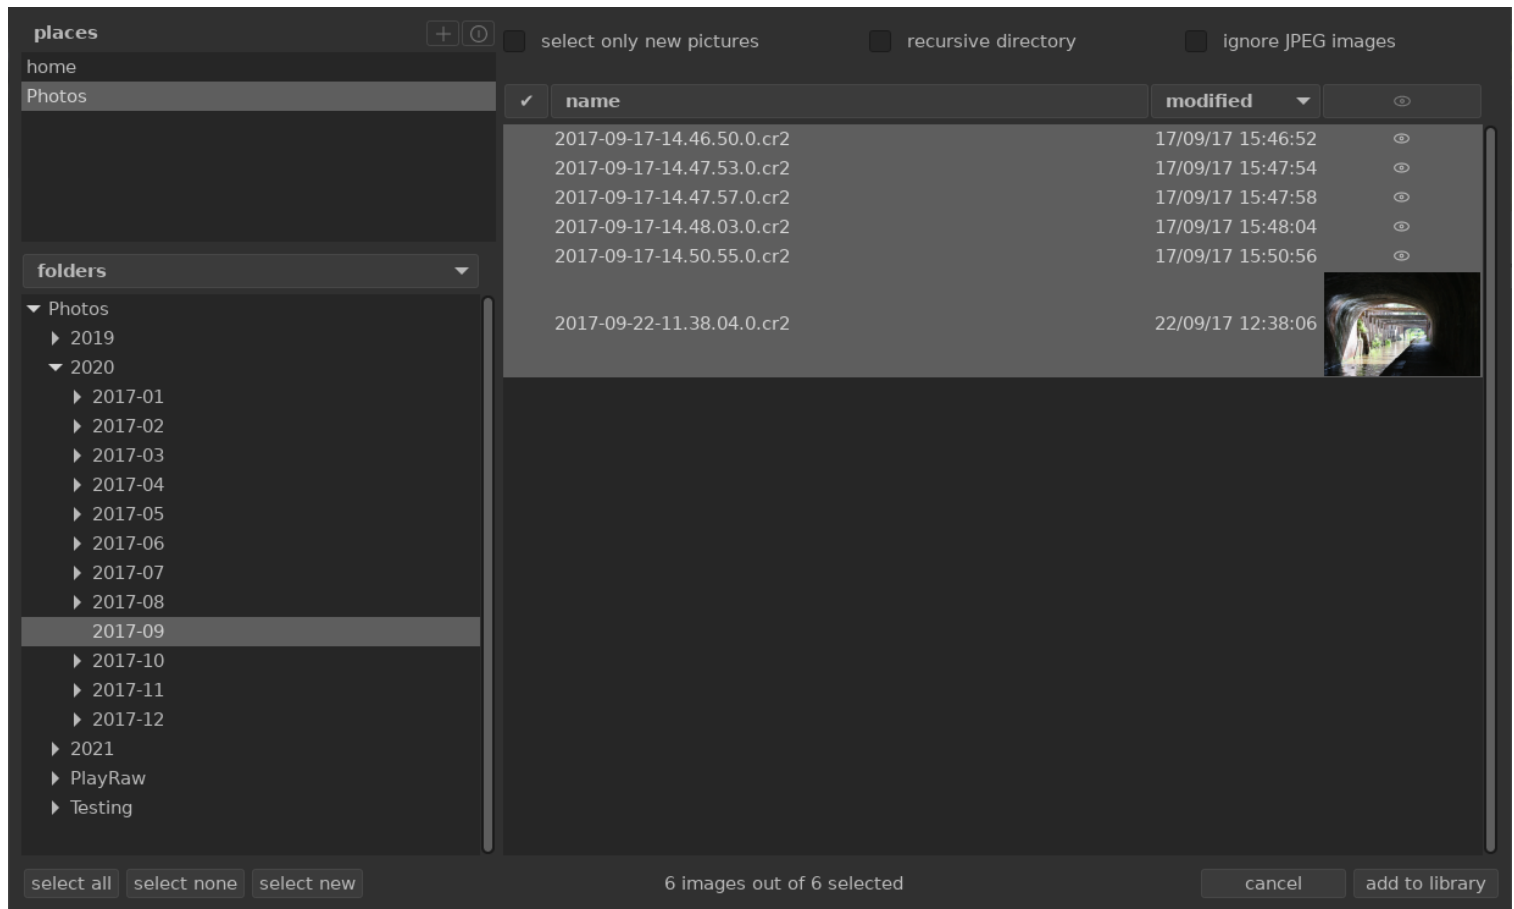 places
home
Photos
folders
Photos
2019
2020
2017-01
2017-02
2017-03
2017-04
2017-05
2017-06
2017-07
2017-08
2017-09
2017-10
2017-11
2017-12
2021
PlayRaw
Testing
select all select none select new
select only new pictures recursive directory ignore JPEG images
✔ name modified
2017-09-17-14.46.50.0.cr2 17/09/17 15:46:52
2017-09-17-14.47.53.0.cr2 17/09/17 15:47:54
2017-09-17-14.47.57.0.cr2 17/09/17 15:47:58
2017-09-17-14.48.03.0.cr2 17/09/17 15:48:04
2017-09-17-14.50.55.0.cr2 17/09/17 15:50:56
2017-09-22-11.38.04.0.cr2 22/09/17 12:38:06
6 images out of 6 selected
cancel add to library